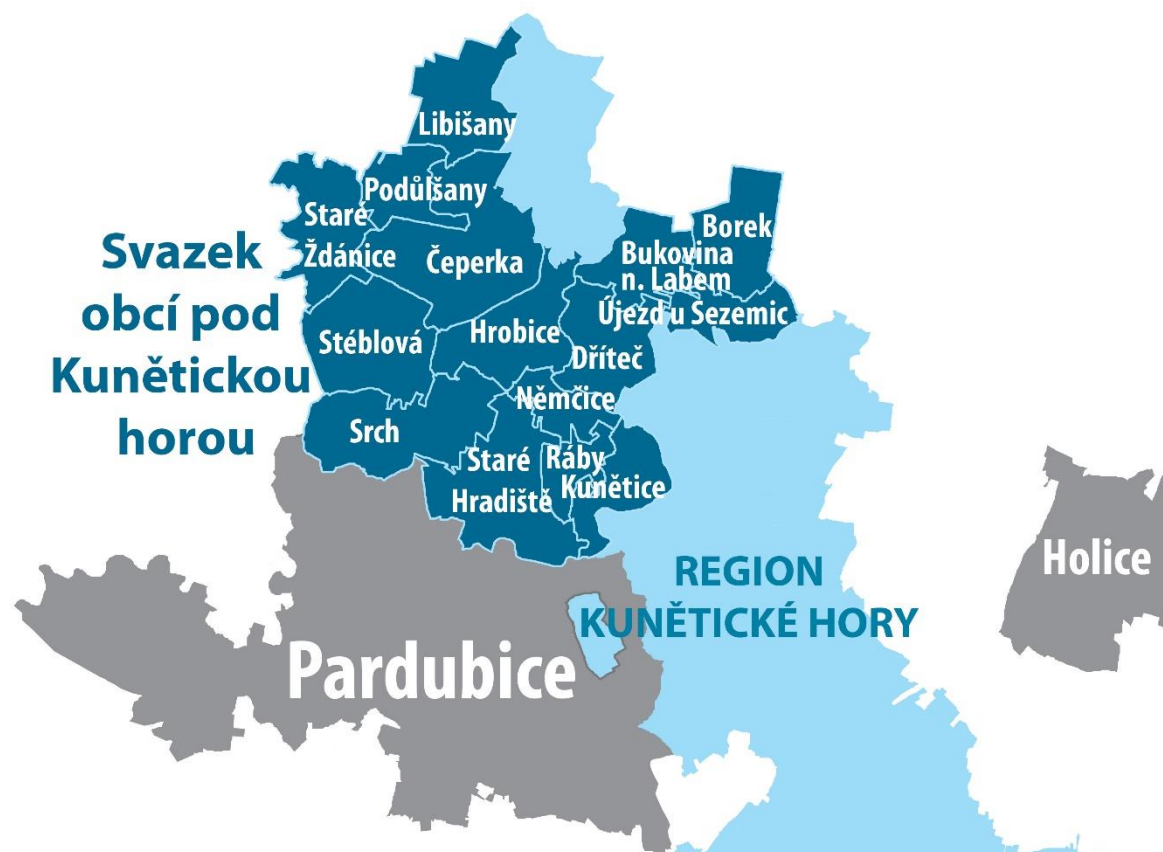 Libišany
Podůlšany
Staré
Ždánice
Čeperka
Borek
Bukovina
n. Labem
Újezd u Sezemic
Svazek
obcí pod
Kunětickou
horou
Stéblová
Hrobice
Dříteč
Němčice
Srch
Staré
Hradiště
Ráby
Kunětice
REGION
KUNĚTICKÉ HORY
Holice
Pardubice